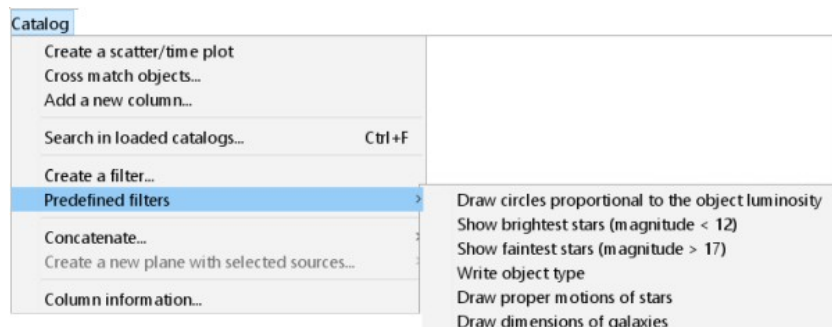 Catalog
Create a scatter/time plot
Cross match objects...
Add a new column...
Search in loaded catalogs... Ctrl+F
Create a filter...
Predefined filters
Concatenate...
Create a new plane with selected sources...
Column information...
Draw circles proportional to the object luminosity
Show brightest stars (magnitude < 12)
Show faintest stars (magnitude > 17)
Write object type
Draw proper motions of stars
Draw dimensions of galaxies